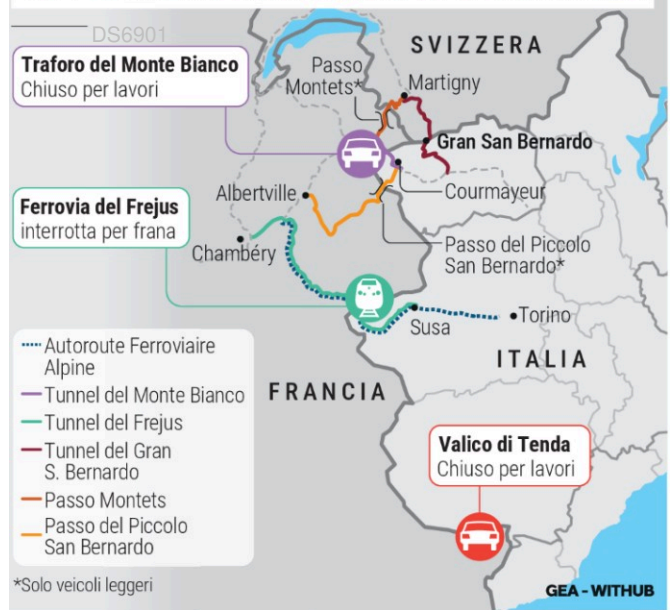 DS6901
Traforo del Monte Bianco
Chiuso per lavori
SVIZZERA
Passo
Montets*
Martigny
Gran San Bernardo
Ferrovia del Frejus
interrotta per frana
Albertville
Courmayeur
Chambéry
Passo del Piccolo
San Bernardo*
Susa
Torino
ITALIA
FRANCIA
Autoroute Ferroviaire
Alpine
Tunnel del Monte Bianco
Tunnel del Frejus
Tunnel del Gran
S. Bernardo
Passo Montets
Passo del Piccolo
San Bernardo
Valico di Tenda
Chiuso per lavori
*Solo veicoli leggeri
GEA - WITHUB